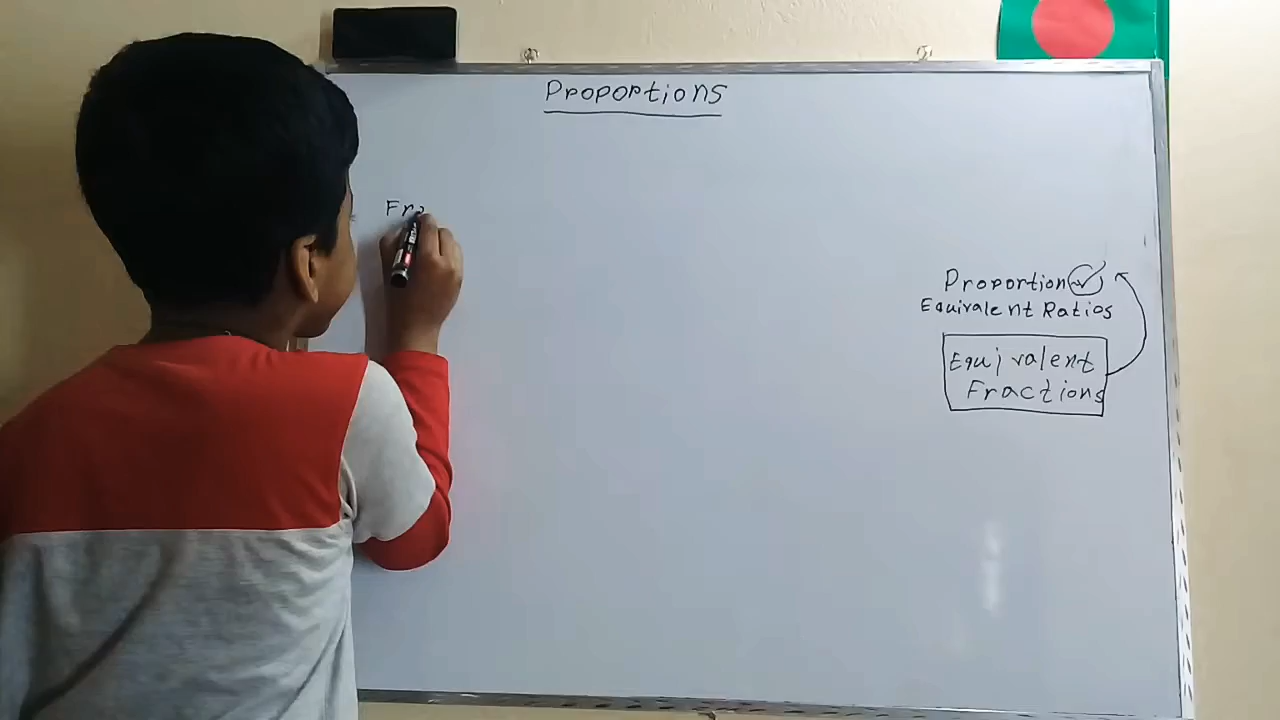 Proportions
Fra
Proportion
Equivalent Ratios
Equivalent
Fractions